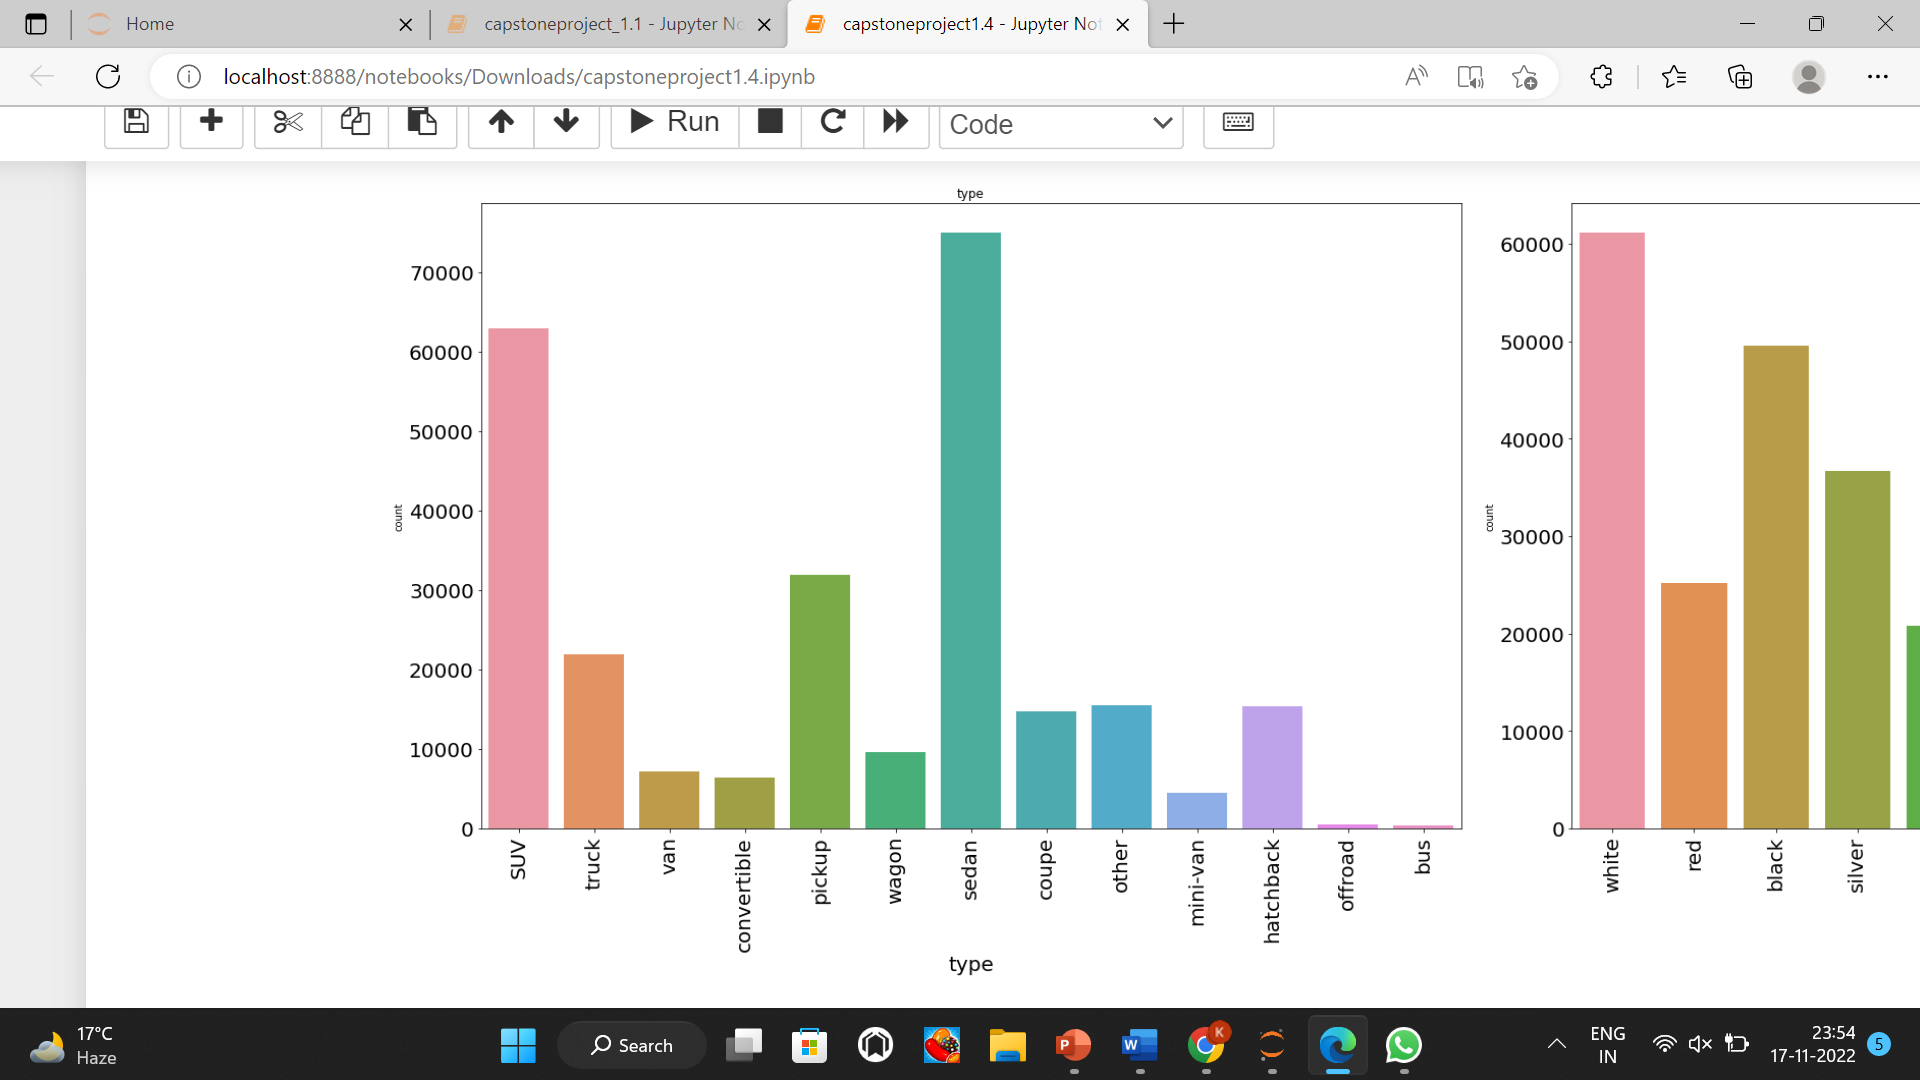 Home
capstoneproject_1.1 - Jupyter No
capstoneproject1.4 - Jupyter Not
localhost:8888/notebooks/Downloads/capstoneproject1.4.ipynb
Run
Code
type
70000
60000
50000
40000
30000
20000
10000
0
count
SUV
truck
van
convertible
pickup
wagon
sedan
coupe
other
mini-van
hatchback
offroad
bus
type
60000
50000
40000
30000
20000
10000
0
count
white
red
black
silver
17°C
Haze
Search
K
P
W
ENG
IN
23:54
17-11-2022
5